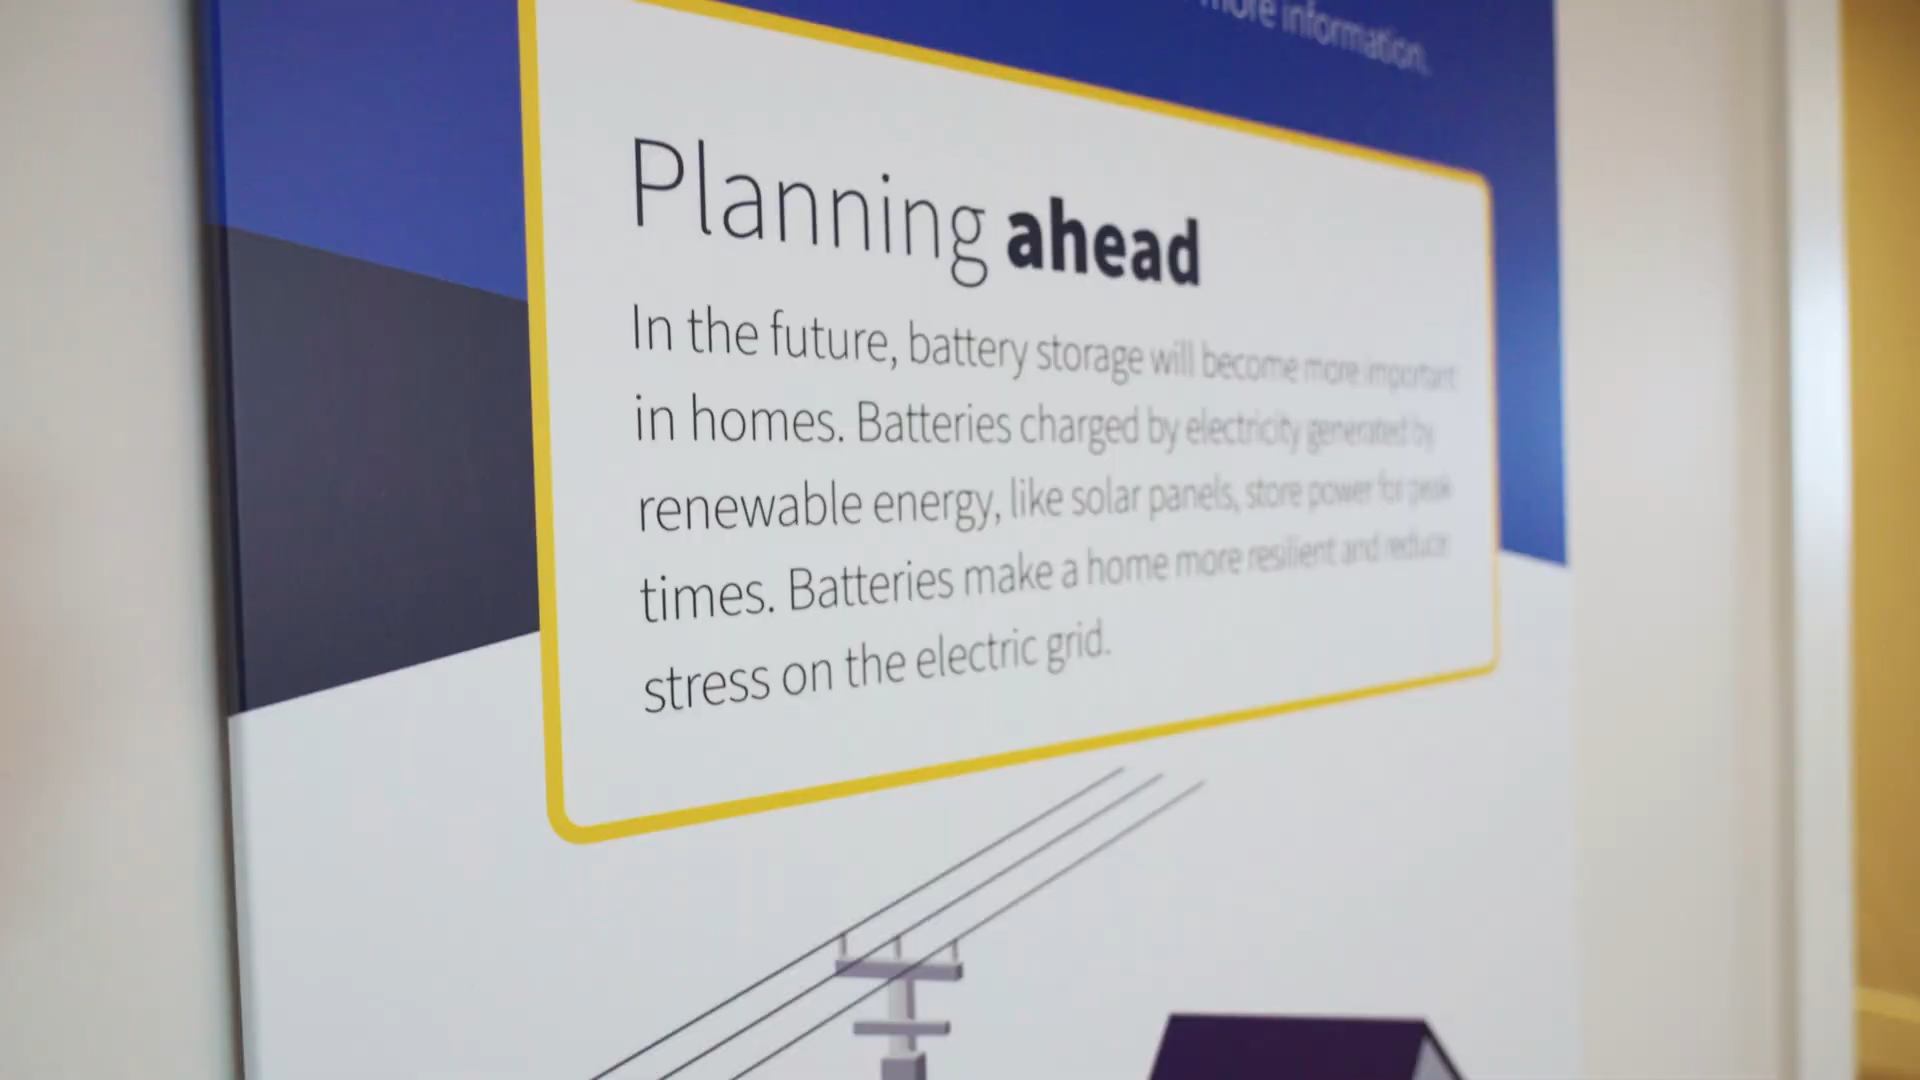 more information.
Planning ahead
In the future, battery storage will become more important
in homes. Batteries charged by electricity generated by
renewable energy, like solar panels, store power for peak
times. Batteries make a home more resilient and reduce
stress on the electric grid.